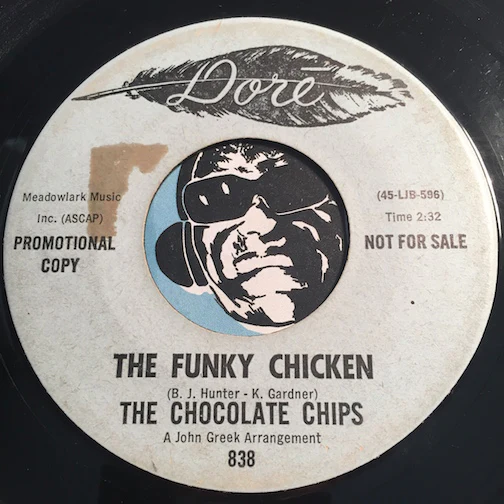 Doré
Meadowlark Music
Inc. (ASCAP)
PROMOTIONAL
COPY
(45-LJB-596)
Time 2:32
NOT FOR SALE
THE FUNKY CHICKEN
(B. J. Hunter - K. Gardner)
THE CHOCOLATE CHIPS
A John Greek Arrangement
838